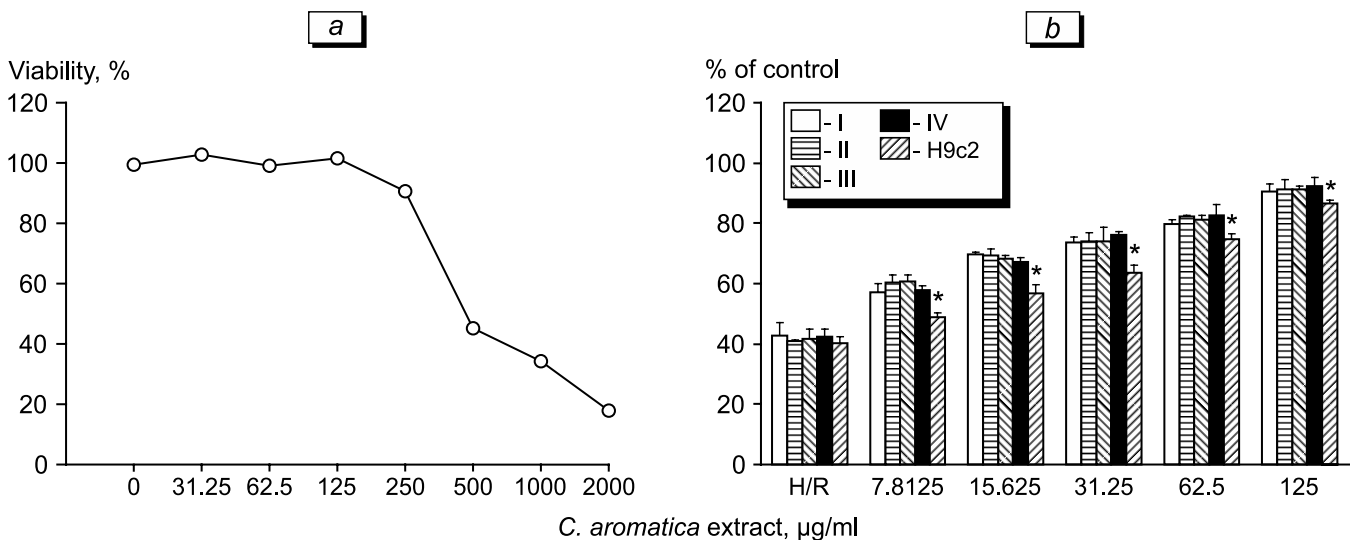 a
Viability, %
120
100
80
60
40
20
0
0 31.25 62.5 125 250 500 1000 2000
b
% of control
120
100
80
60
40
20
0
- I - IV
- II - H9c2
- III
* * * * *
H/R 7.8125 15.625 31.25 62.5 125
C. aromatica extract, µg/ml